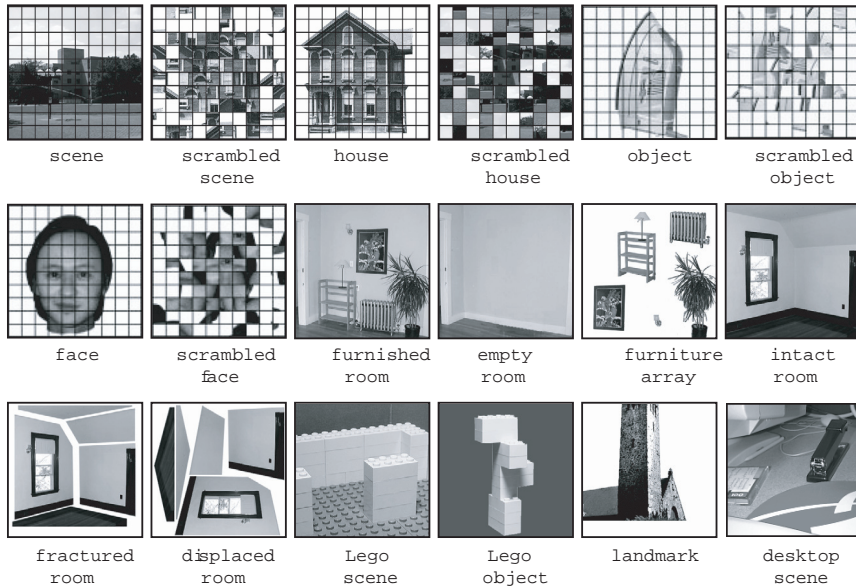 scene
scrambled
scene
house
scrambled
house
object
scrambled
object
face
scrambled
face
furnished
room
empty
room
furniture
array
intact
room
fractured
room
displaced
room
Lego
scene
Lego
object
landmark
desktop
scene